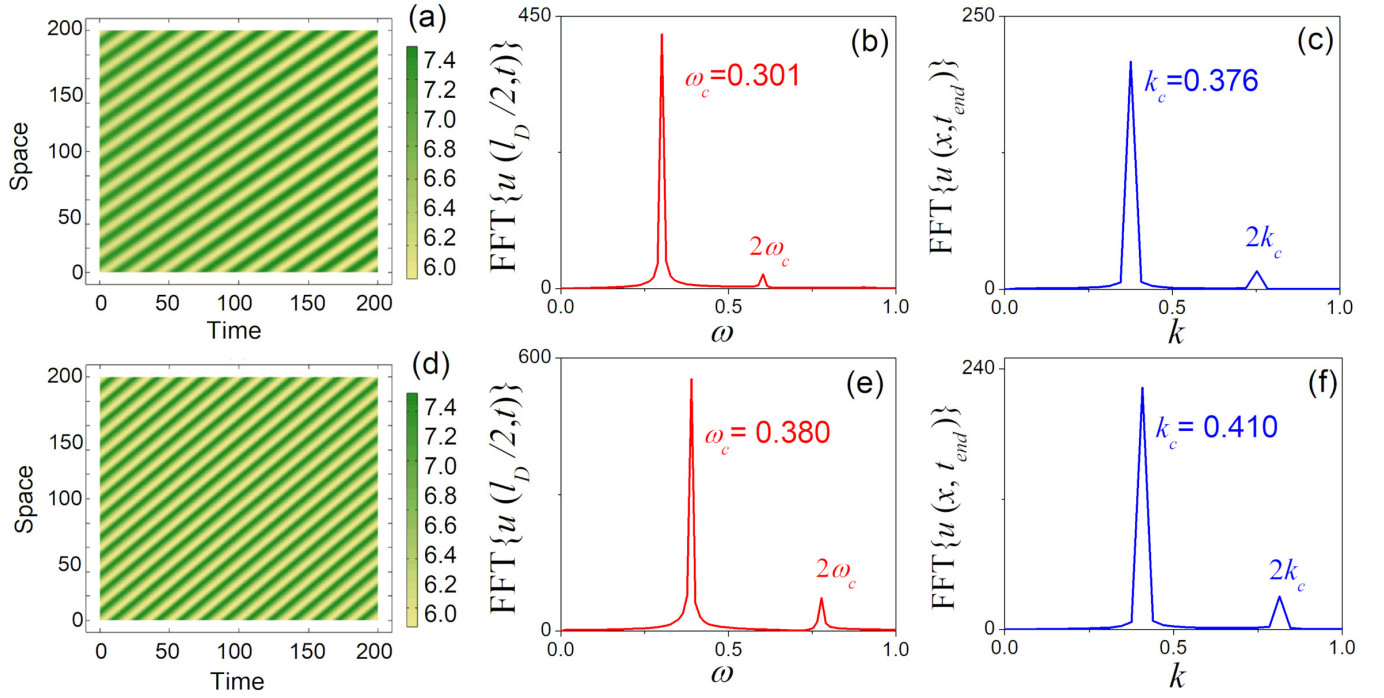 (a)
200
150
100
50
0
Space
0 50 100 150 200
Time
7.4
7.2
7.0
6.8
6.6
6.4
6.2
6.0
(b)
450
0
FFT{u (l_D /2,t)}
ω_c=0.301
2ω_c
0.0 0.5 1.0
ω
(c)
250
0
FFT{u (x,t_end)}
k_c=0.376
2k_c
0.0 0.5 1.0
k
(d)
200
150
100
50
0
Space
0 50 100 150 200
Time
7.4
7.2
7.0
6.8
6.6
6.4
6.2
6.0
(e)
600
0
FFT{u (l_D /2,t)}
ω_c= 0.380
2ω_c
0.0 0.5 1.0
ω
(f)
240
0
FFT{u (x, t_end)}
k_c= 0.410
2k_c
0.0 0.5 1.0
k